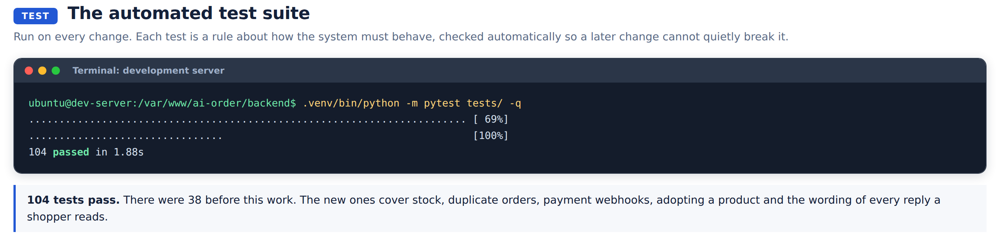 TEST The automated test suite
Run on every change. Each test is a rule about how the system must behave, checked automatically so a later change cannot quietly break it.
Terminal: development server
ubuntu@dev-server:/var/www/ai-order/backend$ .venv/bin/python -m pytest tests/ -q
........................................................................ [ 69%]
................................                                         [100%]
104 passed in 1.88s
104 tests pass. There were 38 before this work. The new ones cover stock, duplicate orders, payment webhooks, adopting a product and the wording of every reply a
shopper reads.